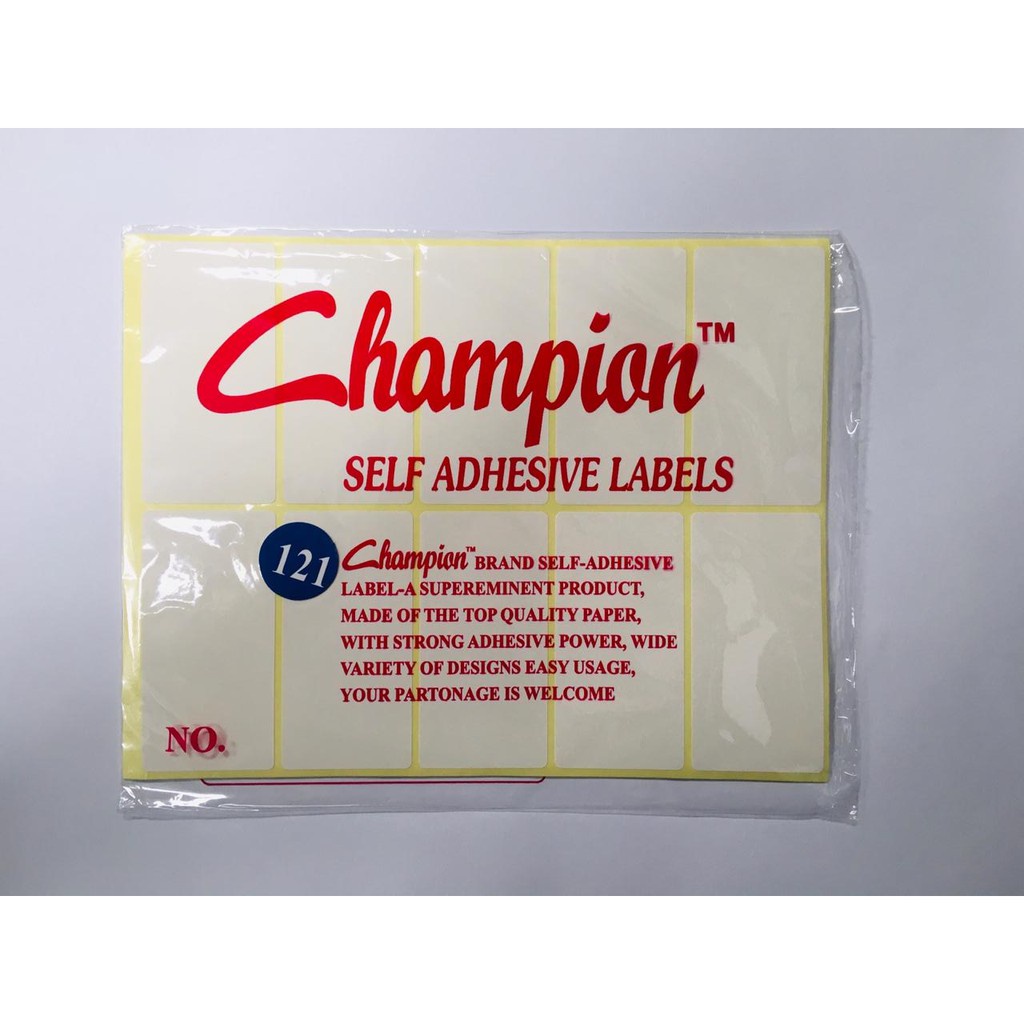 Champion™
SELF ADHESIVE LABELS
121
Champion™ BRAND SELF-ADHESIVE
LABEL-A SUPEREMINENT PRODUCT,
MADE OF THE TOP QUALITY PAPER,
WITH STRONG ADHESIVE POWER, WIDE
VARIETY OF DESIGNS EASY USAGE,
YOUR PARTONAGE IS WELCOME
NO.